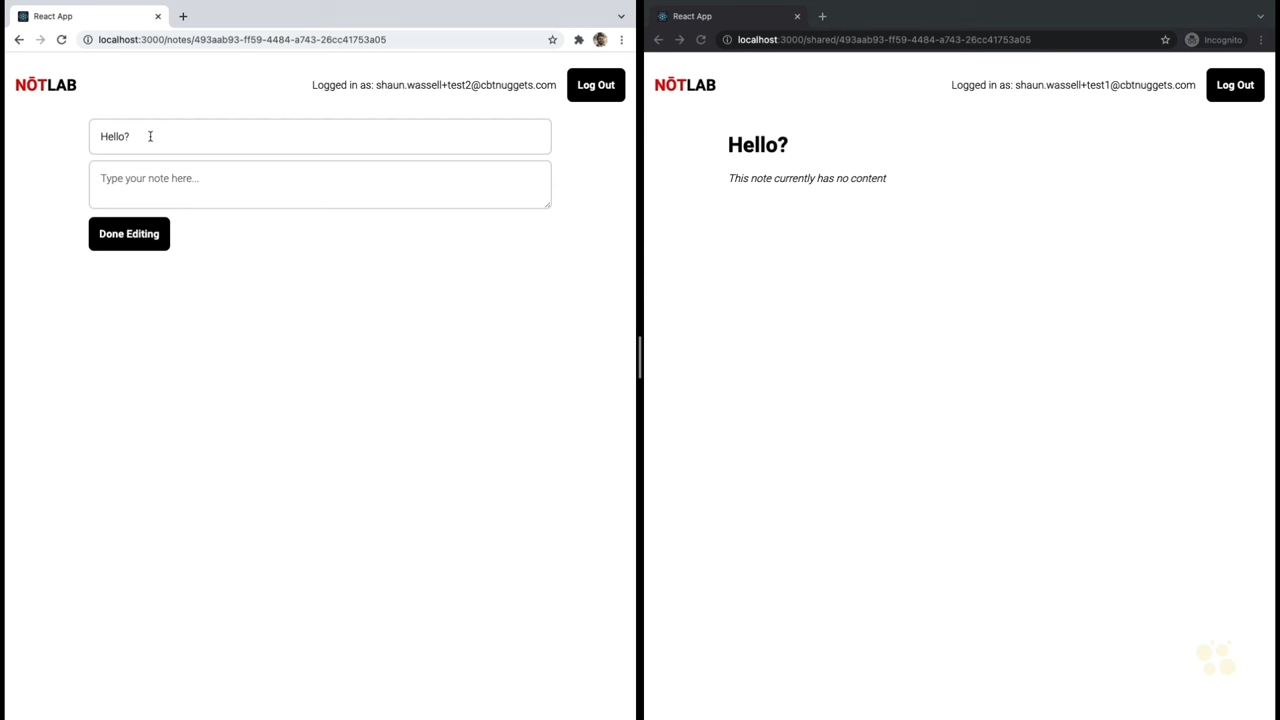 React App
localhost:3000/notes/493aab93-ff59-4484-a743-26cc41753a05
NŌTLAB
Logged in as: shaun.wassell+test2@cbtnuggets.com
Log Out
Hello?
Type your note here...
Done Editing
React App
localhost:3000/shared/493aab93-ff59-4484-a743-26cc41753a05
Incognito
NŌTLAB
Logged in as: shaun.wassell+test1@cbtnuggets.com
Log Out
Hello?
This note currently has no content